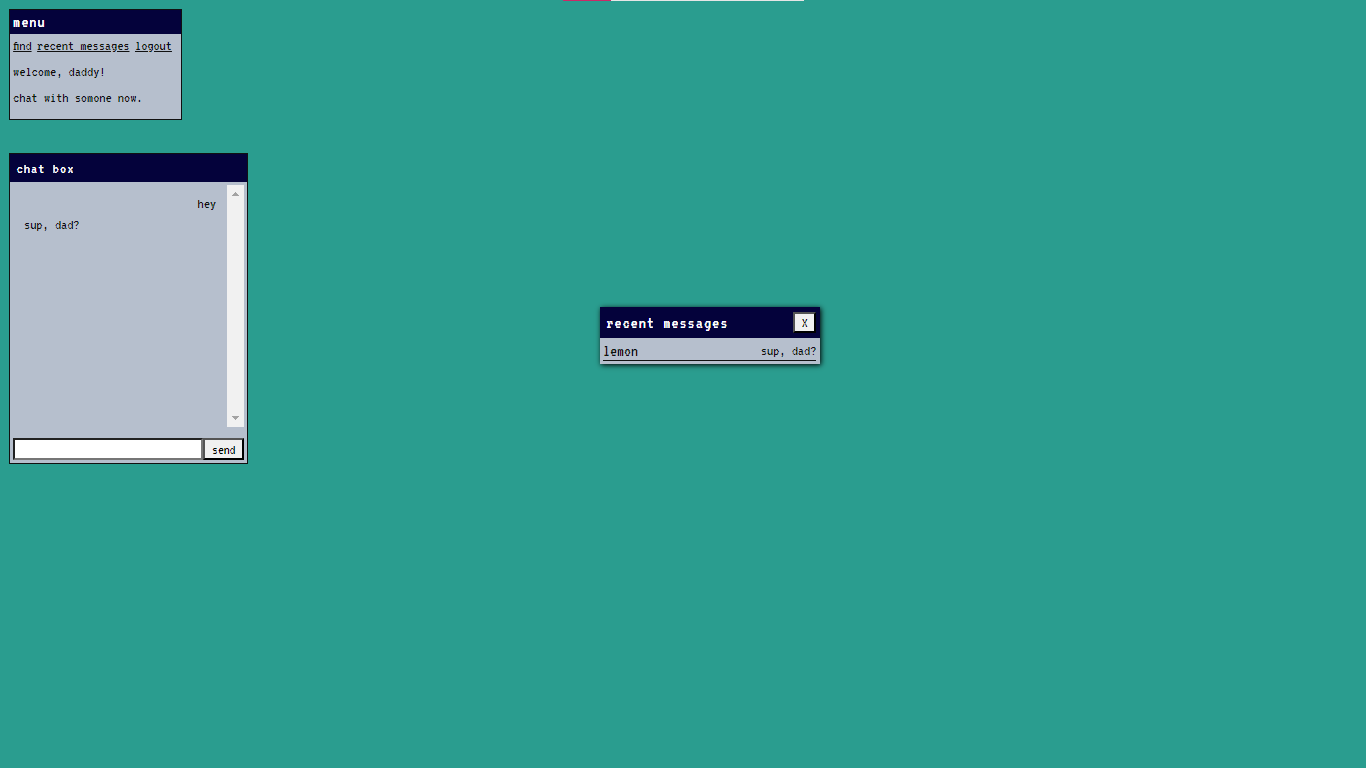 menu
find recent messages logout
welcome, daddy!
chat with somone now.
chat box
hey
sup, dad?
send
recent messages X
lemon sup, dad?